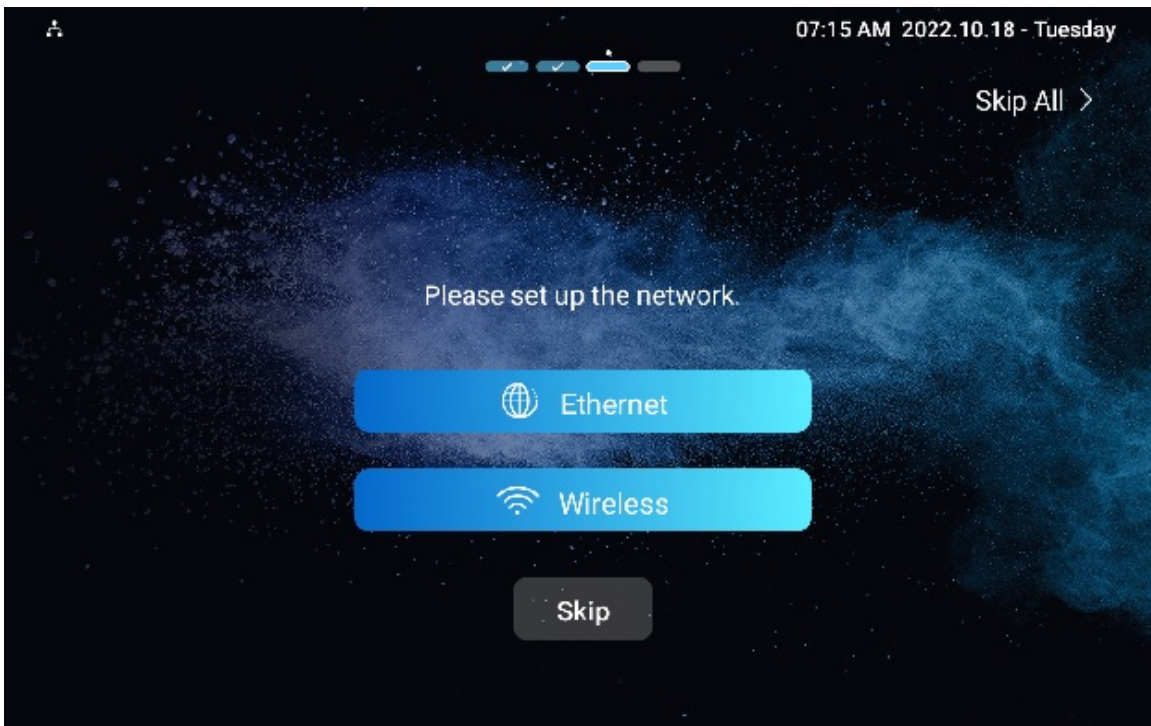 07:15 AM 2022.10.18 - Tuesday
Skip All >
Please set up the network.
Ethernet
Wireless
Skip